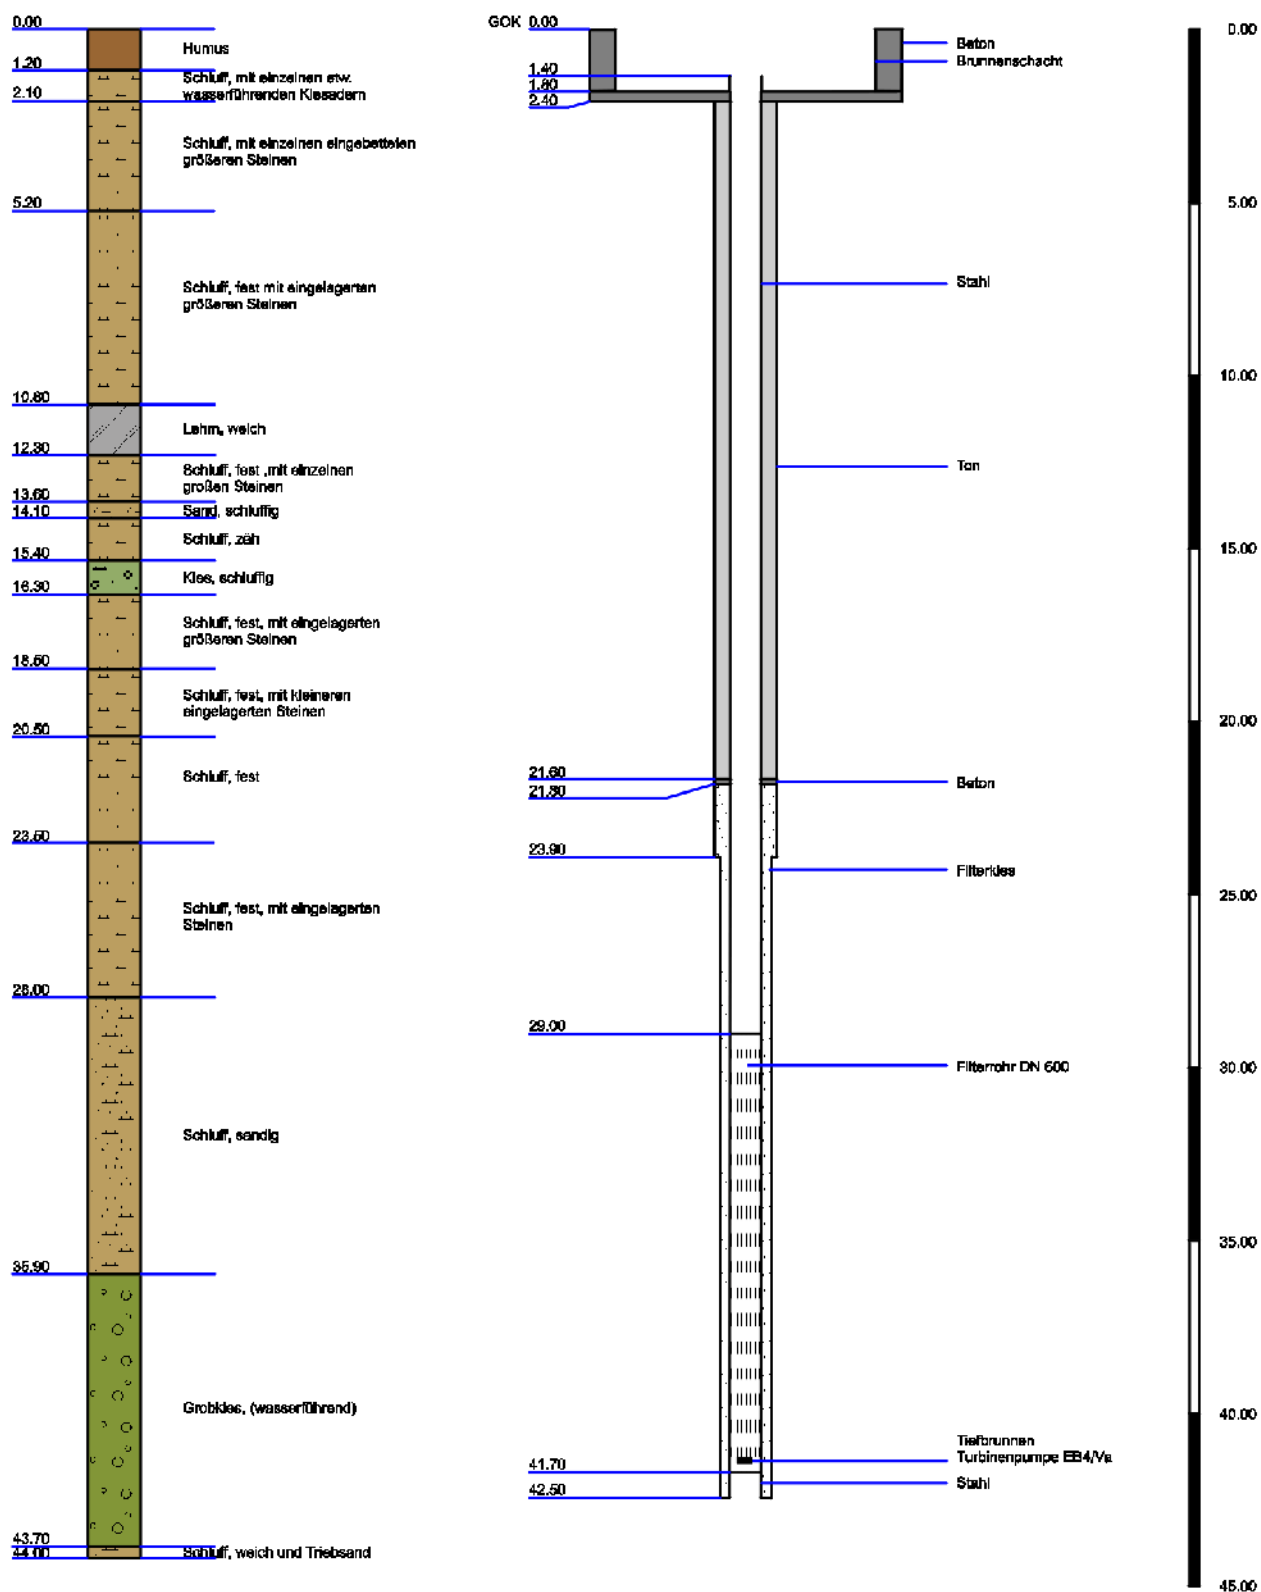 0.00
Humus
1.20
Schluff, mit einzelnen etw.
wasserführenden Kiesadern
2.10
Schluff, mit einzelnen eingebetteten
größeren Steinen
5.20
Schluff, fest mit eingelagerten
größeren Steinen
10.80
Lehm, weich
12.30
Schluff, fest ,mit einzelnen
großen Steinen
13.60
14.10
Sand, schluffig
Schluff, zäh
15.40
Kies, schluffig
16.30
Schluff, fest, mit eingelagerten
größeren Steinen
18.50
Schluff, fest, mit kleineren
eingelagerten Steinen
20.50
Schluff, fest
23.50
Schluff, fest, mit eingelagerten
Steinen
28.00
Schluff, sandig
35.90
Grobkies, (wasserführend)
43.70
44.00
Schluff, weich und Triebsand
GOK 0.00
1.40
1.80
2.40
21.60
21.80
23.90
29.00
41.70
42.50
Beton
Brunnenschacht
Stahl
Ton
Beton
Filterkies
Filterrohr DN 600
Tiefbrunnen
Turbinenpumpe EB4/Va
Stahl
0.00
5.00
10.00
15.00
20.00
25.00
30.00
35.00
40.00
45.00